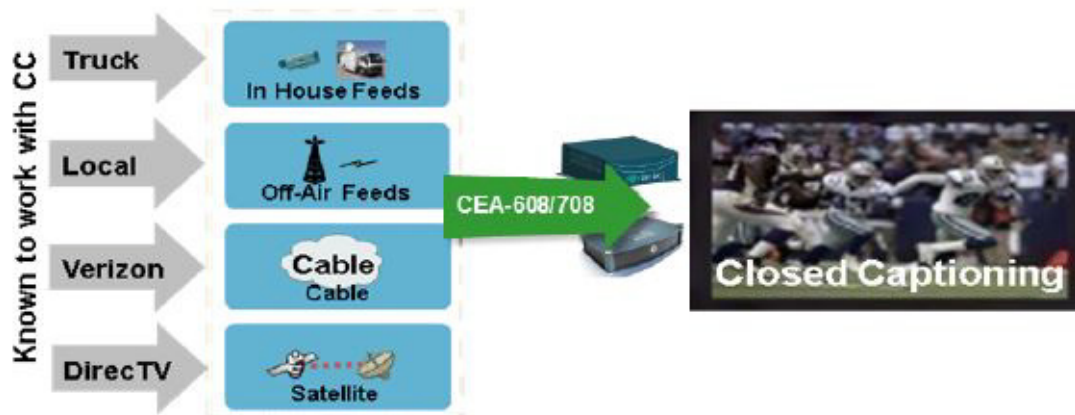 Known to work with CC
Truck
In House Feeds
Local
Off-Air Feeds
Verizon
Cable
Cable
DirecTV
Satellite
CEA-608/708
Closed Captioning